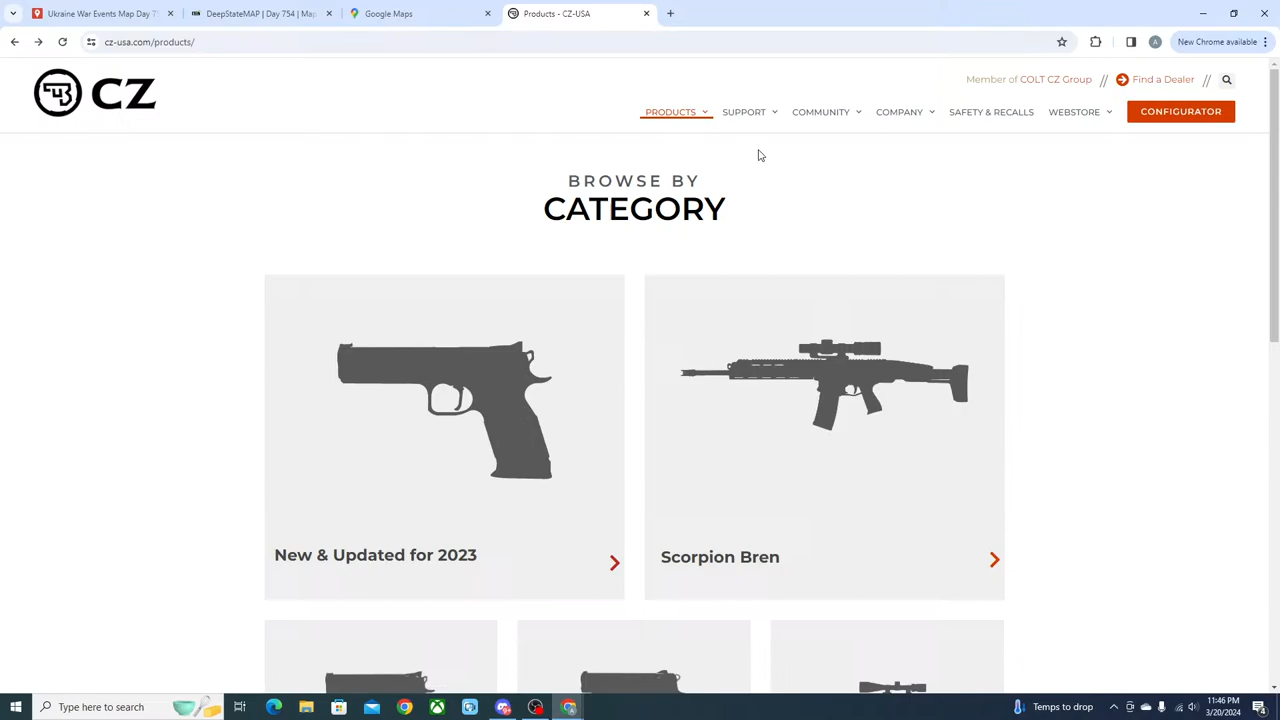 Ukraine War Events Map Day 7
DeepStateMAP | Day 754 | Map
Google Maps
Products - CZ-USA
cz-usa.com/products/
New Chrome available
CZ
Member of COLT CZ Group // Find a Dealer //
PRODUCTS SUPPORT COMMUNITY COMPANY SAFETY & RECALLS WEBSTORE CONFIGURATOR
BROWSE BY
CATEGORY
New & Updated for 2023
Scorpion Bren
Type here to search
Temps to drop
11:46 PM
3/20/2024